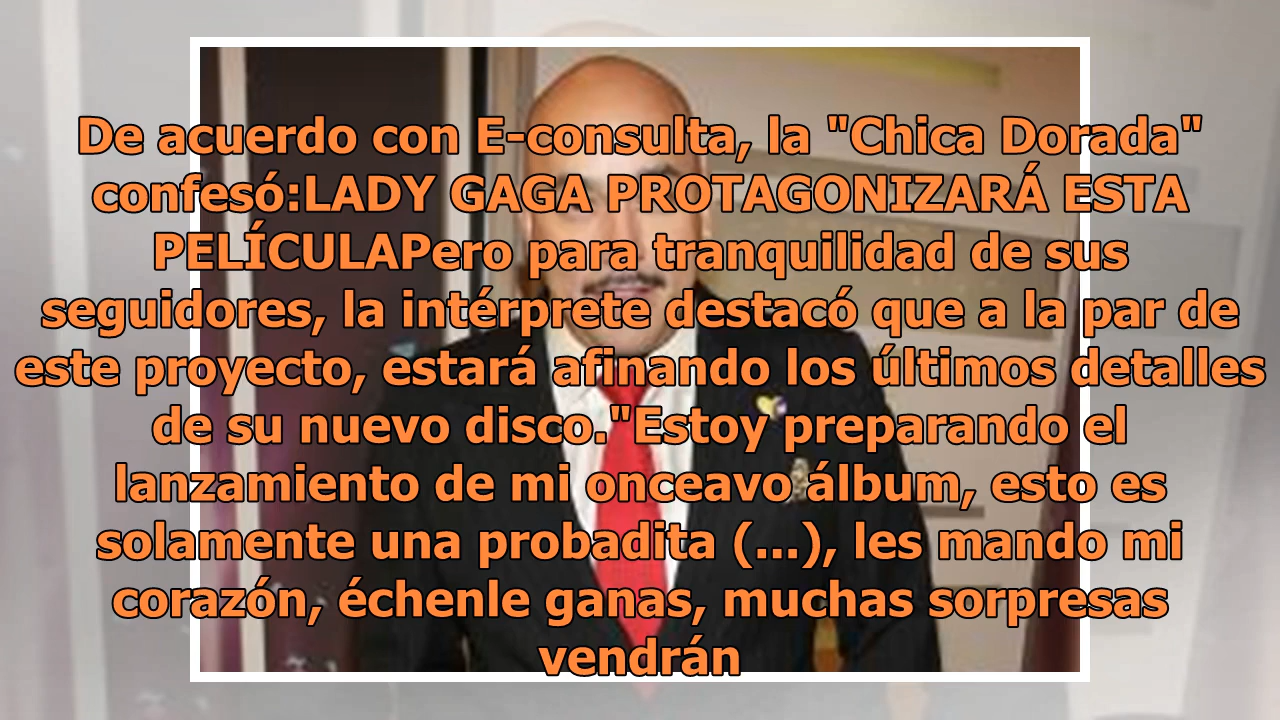 De acuerdo con E-consulta, la "Chica Dorada"
confesó:LADY GAGA PROTAGONIZARÁ ESTA
PELÍCULAPero para tranquilidad de sus
seguidores, la intérprete destacó que a la par de
este proyecto, estará afinando los últimos detalles
de su nuevo disco."Estoy preparando el
lanzamiento de mi onceavo álbum, esto es
solamente una probadita (...), les mando mi
corazón, échenle ganas, muchas sorpresas
vendrán